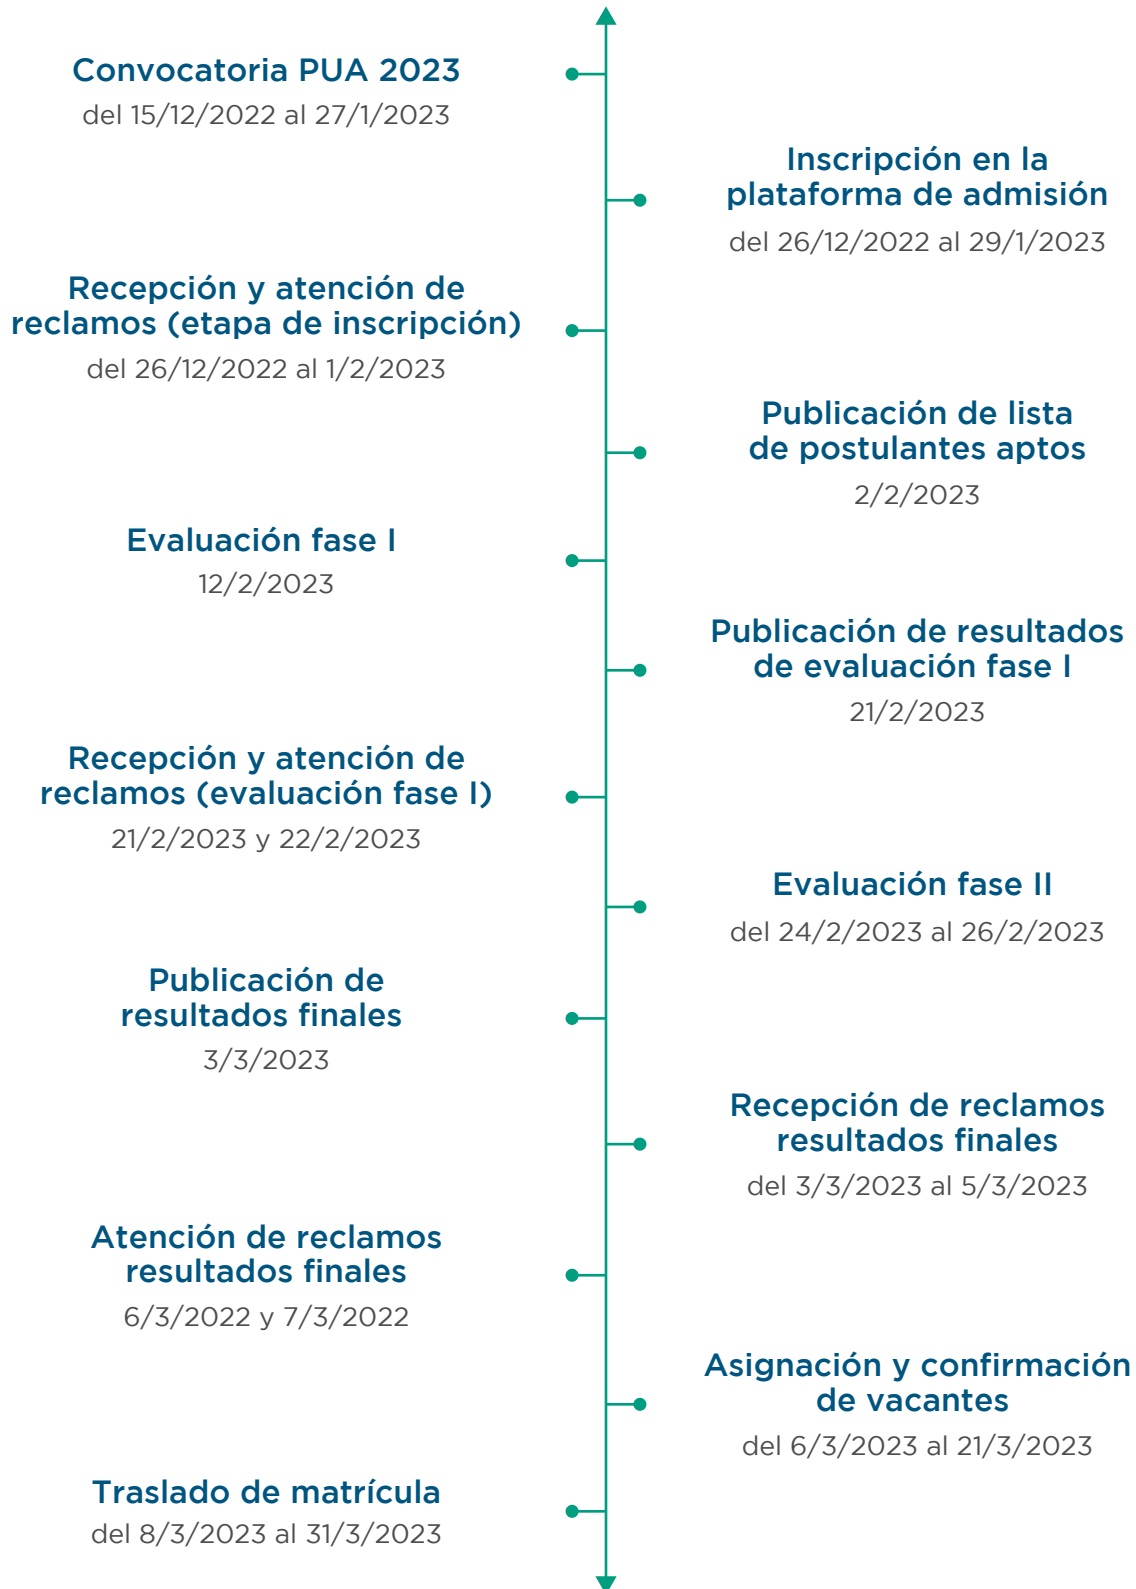 Convocatoria PUA 2023
del 15/12/2022 al 27/1/2023
Inscripción en la
plataforma de admisión
del 26/12/2022 al 29/1/2023
Recepción y atención de
reclamos (etapa de inscripción)
del 26/12/2022 al 1/2/2023
Publicación de lista
de postulantes aptos
2/2/2023
Evaluación fase I
12/2/2023
Publicación de resultados
de evaluación fase I
21/2/2023
Recepción y atención de
reclamos (evaluación fase I)
21/2/2023 y 22/2/2023
Evaluación fase II
del 24/2/2023 al 26/2/2023
Publicación de
resultados finales
3/3/2023
Recepción de reclamos
resultados finales
del 3/3/2023 al 5/3/2023
Atención de reclamos
resultados finales
6/3/2022 y 7/3/2022
Asignación y confirmación
de vacantes
del 6/3/2023 al 21/3/2023
Traslado de matrícula
del 8/3/2023 al 31/3/2023